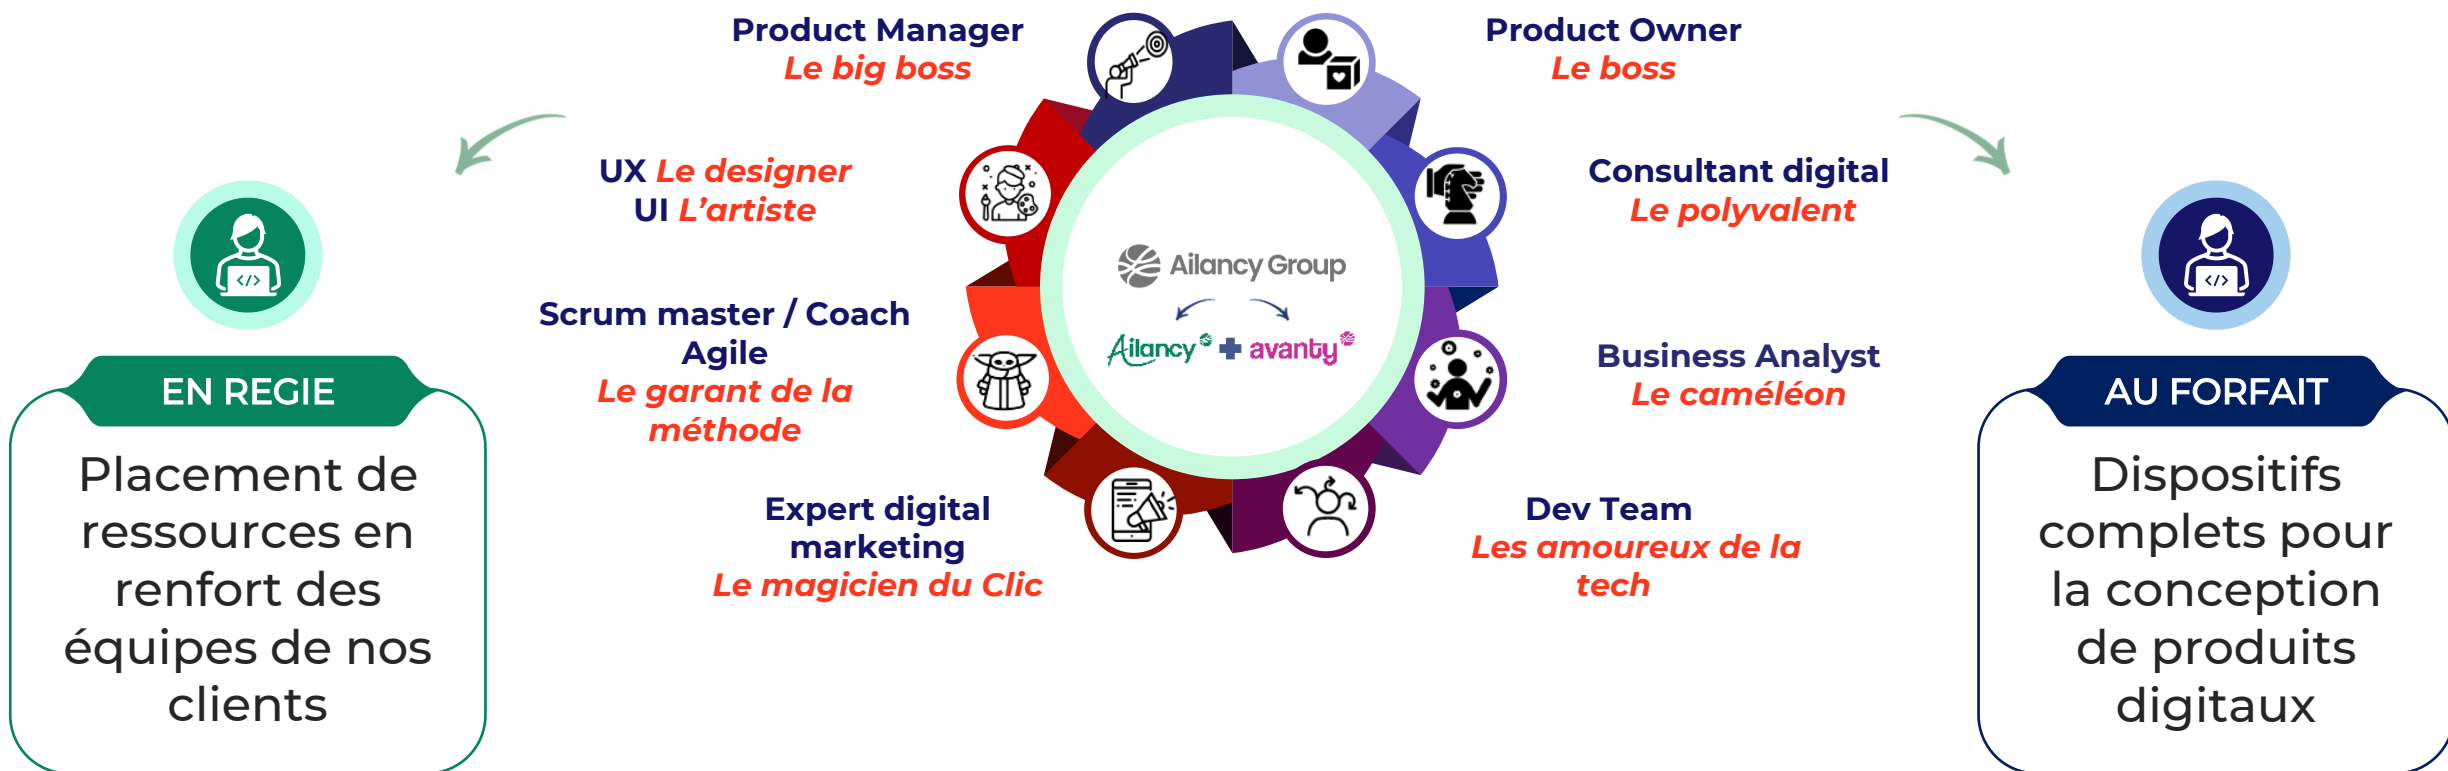 Product Manager
Le big boss
Product Owner
Le boss
UX Le designer
UI L’artiste
Consultant digital
Le polyvalent
Ailancy Group
Ailancy + avanty
Scrum master / Coach
Agile
Le garant de la
méthode
Business Analyst
Le caméléon
Expert digital
marketing
Le magicien du Clic
Dev Team
Les amoureux de la
tech
</>
EN REGIE
Placement de
ressources en
renfort des
équipes de nos
clients
</>
AU FORFAIT
Dispositifs
complets pour
la conception
de produits
digitaux